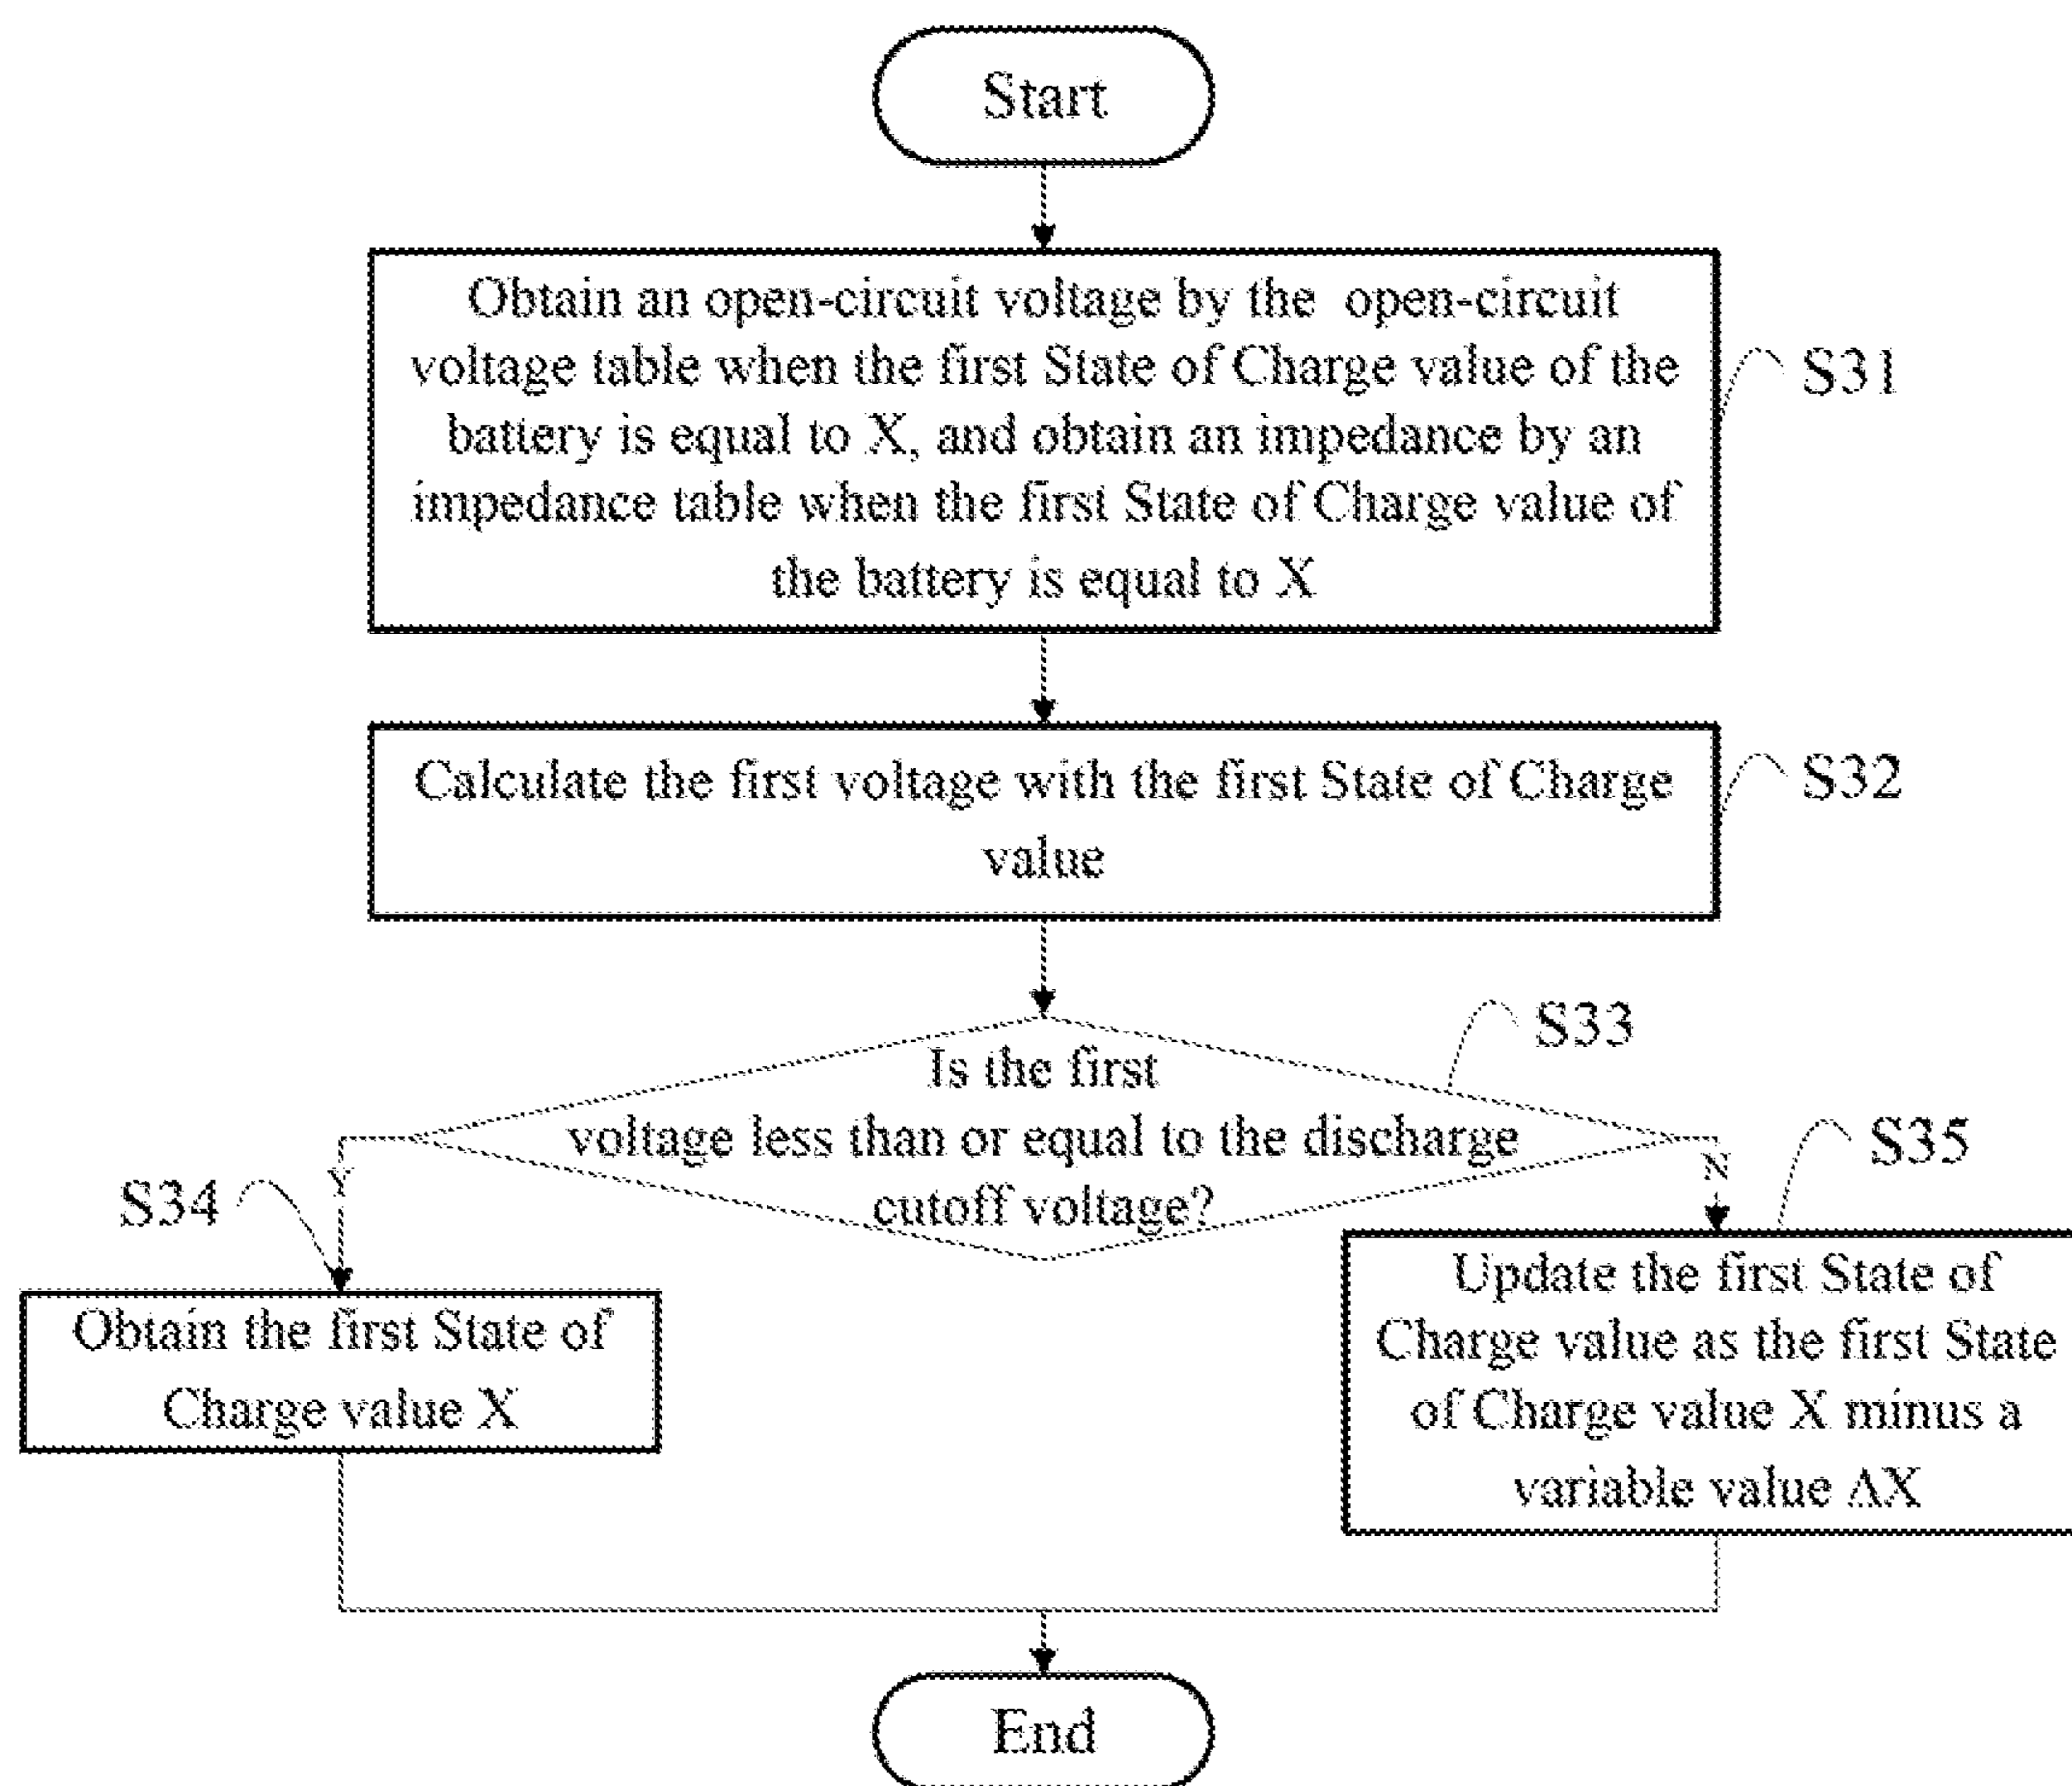 Start
Obtain an open-circuit voltage by the open-circuit
voltage table when the first State of Charge value of the
battery is equal to X, and obtain an impedance by an
impedance table when the first State of Charge value of
the battery is equal to X
S31
Calculate the first voltage with the first State of Charge
value
S32
Is the first
voltage less than or equal to the discharge
cutoff voltage?
S33
Y
N
S34
S35
Obtain the first State of
Charge value X
Update the first State of
Charge value as the first State
of Charge value X minus a
variable value ΔX
End